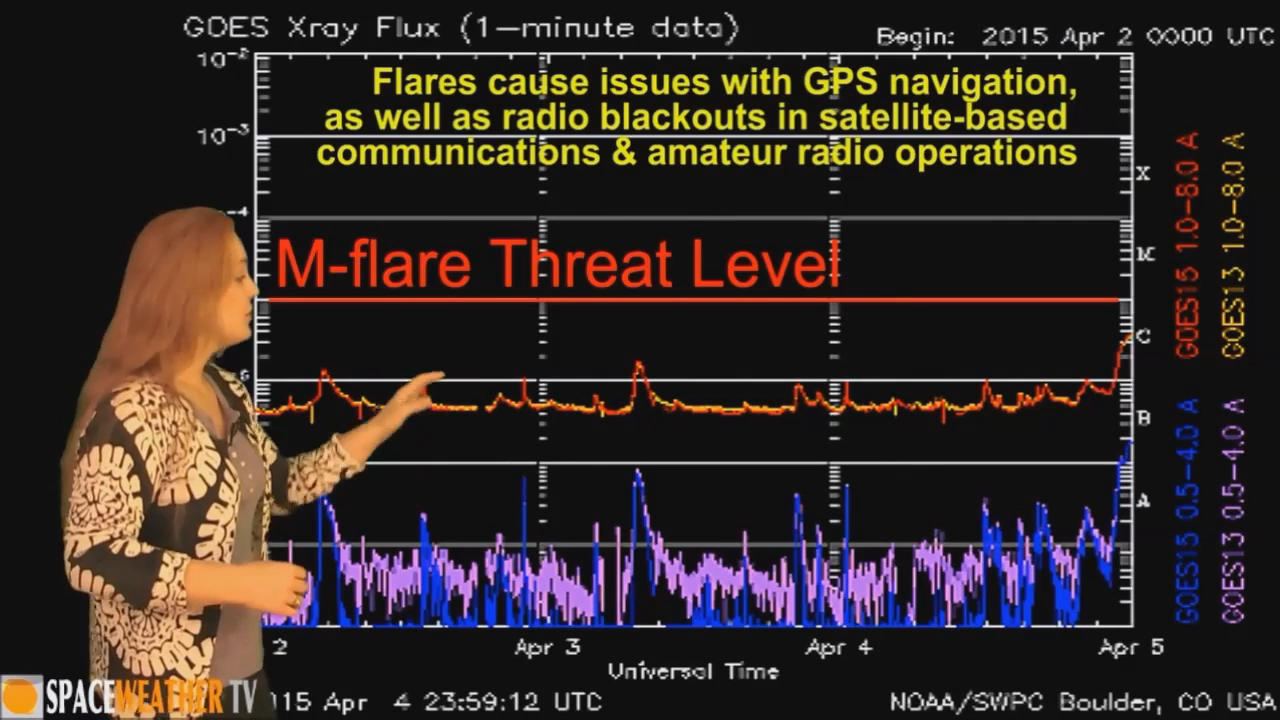 GOES Xray Flux (1-minute data)
Begin: 2015 Apr 2 0000 UTC
10-2
Flares cause issues with GPS navigation,
as well as radio blackouts in satellite-based
communications & amateur radio operations
10-3
X
-4
M-flare Threat Level
M
C
6
B
A
GOES15 1.0-8.0 A
GOES13 1.0-8.0 A
GOES15 0.5-4.0 A
GOES13 0.5-4.0 A
2 Apr 3 Apr 4 Apr 5
Universal Time
SPACEWEATHER TV
015 Apr 4 23:59:12 UTC
NOAA/SWPC Boulder, CO USA